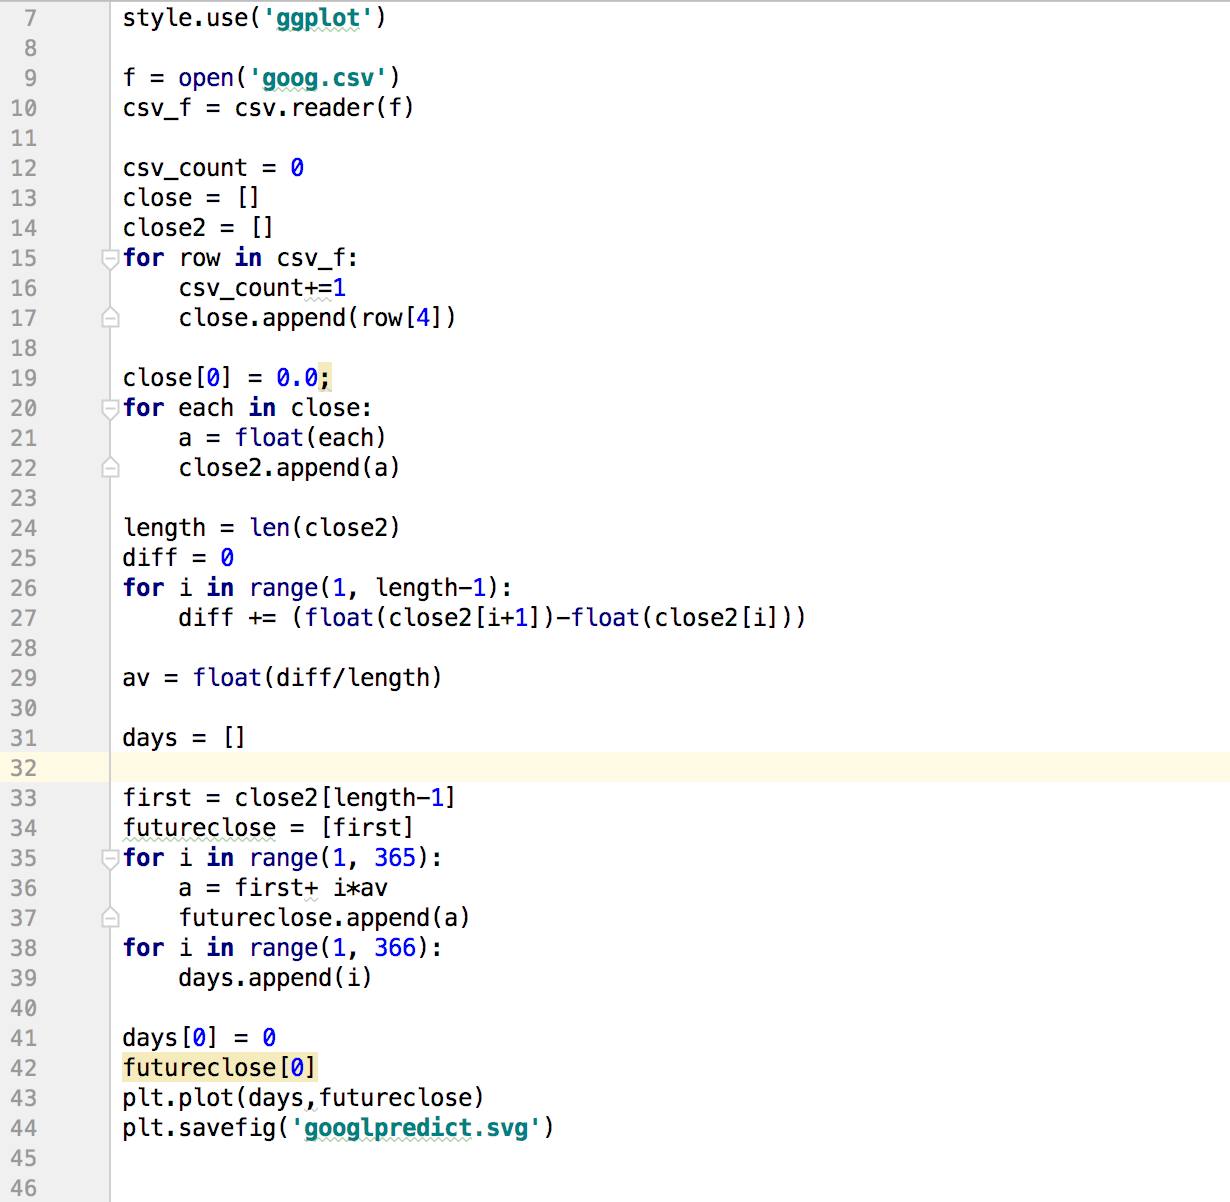 7 style.use('ggplot')
8
9 f = open('goog.csv')
10 csv_f = csv.reader(f)
11
12 csv_count = 0
13 close = []
14 close2 = []
15 for row in csv_f:
16     csv_count+=1
17     close.append(row[4])
18
19 close[0] = 0.0;
20 for each in close:
21     a = float(each)
22     close2.append(a)
23
24 length = len(close2)
25 diff = 0
26 for i in range(1, length-1):
27     diff += (float(close2[i+1])-float(close2[i]))
28
29 av = float(diff/length)
30
31 days = []
32
33 first = close2[length-1]
34 futureclose = [first]
35 for i in range(1, 365):
36     a = first+ i*av
37     futureclose.append(a)
38 for i in range(1, 366):
39     days.append(i)
40
41 days[0] = 0
42 futureclose[0]
43 plt.plot(days,futureclose)
44 plt.savefig('googlpredict.svg')
45
46